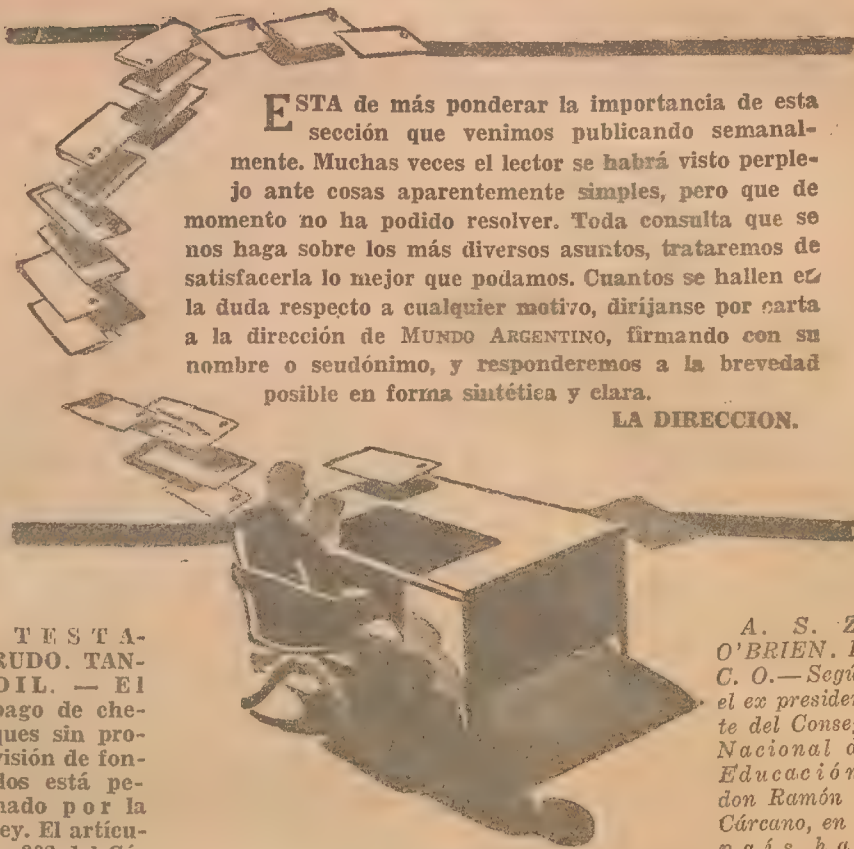 ESTA de más ponderar la importancia de esta
sección que venimos publicando semanal-
mente. Muchas veces el lector se habrá visto perple-
jo ante cosas aparentemente simples, pero que de
momento no ha podido resolver. Toda consulta que se
nos haga sobre los más diversos asuntos, trataremos de
satisfacerla lo mejor que podamos. Cuantos se hallen en
la duda respecto a cualquier motivo, diríjanse por carta
a la dirección de MUNDO ARGENTINO, firmando con su
nombre o seudónimo, y responderemos a la brevedad
posible en forma sintética y clara.
LA DIRECCION.
TESTA-
RUDO. TAN-
DIL. — El
pago de che-
ques sin pro-
visión de fon-
dos está pe-
nado por la
ley. El artícu-
A. S. Z.
O'BRIEN. F.
C. O.—Según
el ex presiden-
te del Consejo
Nacional de
Educación,
don Ramón
Cárcano, en